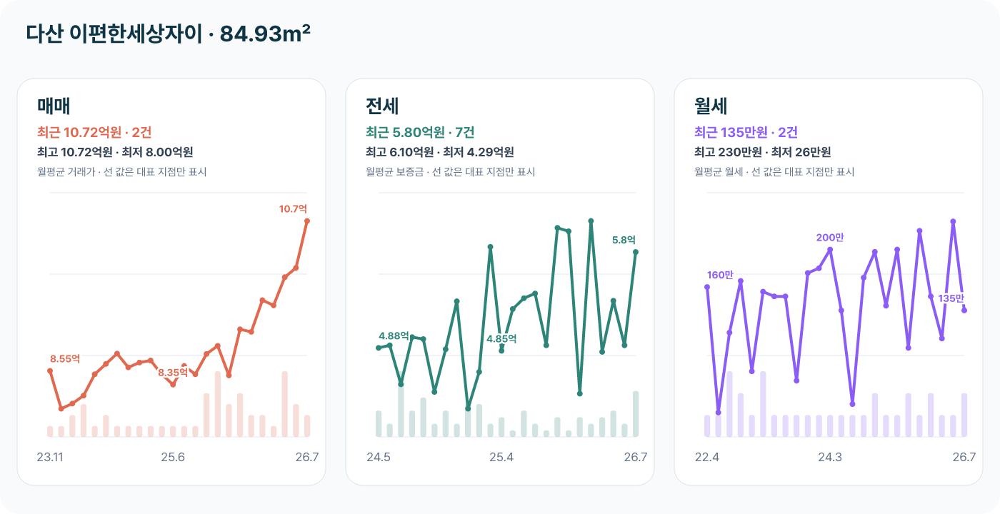 다산 이편한세상자이 · 84.93m²
매매
최근 10.72억원 · 2건
최고 10.72억원 · 최저 8.00억원
월평균 거래가 · 선 값은 대표 지점만 표시
10.7억
8.55억
8.35억
23.11
25.6
26.7
전세
최근 5.80억원 · 7건
최고 6.10억원 · 최저 4.29억원
월평균 보증금 · 선 값은 대표 지점만 표시
5.8억
4.88억
4.85억
24.5
25.4
26.7
월세
최근 135만원 · 2건
최고 230만원 · 최저 26만원
월평균 월세 · 선 값은 대표 지점만 표시
200만
160만
135만
22.4
24.3
26.7